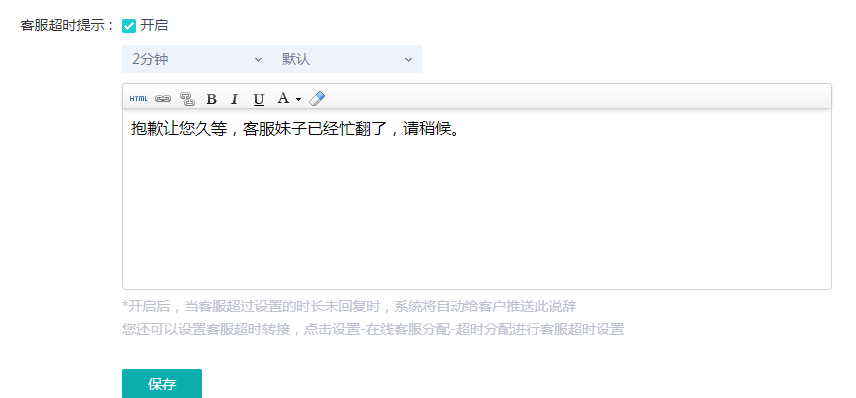 客服超时提示： 开启
2分钟 默认
HTML B I U A
抱歉让您久等，客服妹子已经忙翻了，请稍候。
*开启后，当客服超过设置的时长未回复时，系统将自动给客户推送此说辞
您还可以设置客服超时转接，点击设置-在线客服分配-超时分配进行客服超时设置
保存